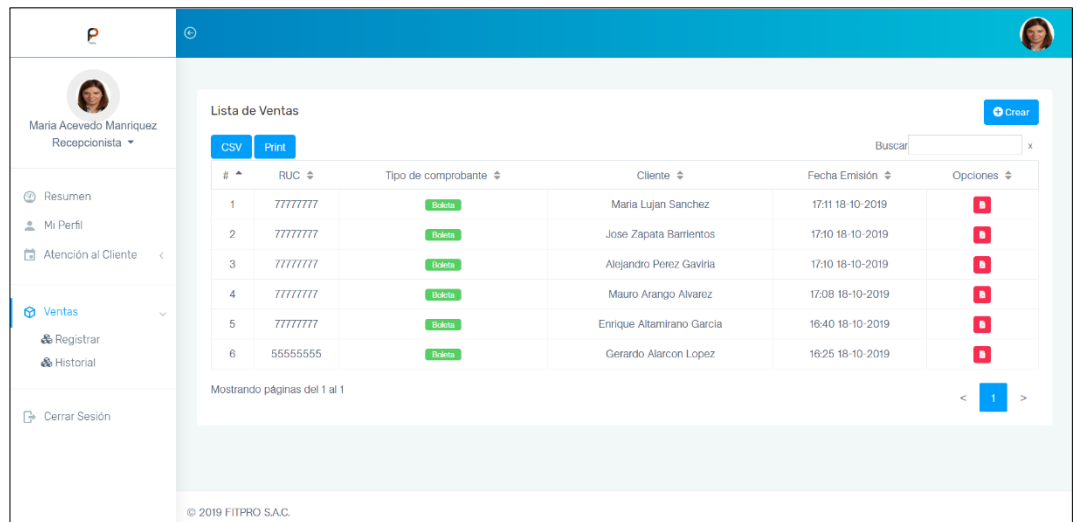 Maria Acevedo Manriquez
Recepcionista
Resumen
Mi Perfil
Atención al Cliente <
Ventas
Registrar
Historial
Cerrar Sesión
Lista de Ventas
Crear
CSV Print
Buscar x
# RUC Tipo de comprobante Cliente Fecha Emisión Opciones
1 77777777 Boleta Maria Lujan Sanchez 17:11 18-10-2019
2 77777777 Boleta Jose Zapata Barrientos 17:10 18-10-2019
3 77777777 Boleta Alejandro Perez Gaviria 17:10 18-10-2019
4 77777777 Boleta Mauro Arango Alvarez 17:08 18-10-2019
5 77777777 Boleta Enrique Altamirano Garcia 16:40 18-10-2019
6 55555555 Boleta Gerardo Alarcon Lopez 16:25 18-10-2019
Mostrando páginas del 1 al 1
< 1 >
© 2019 FITPRO S.A.C.